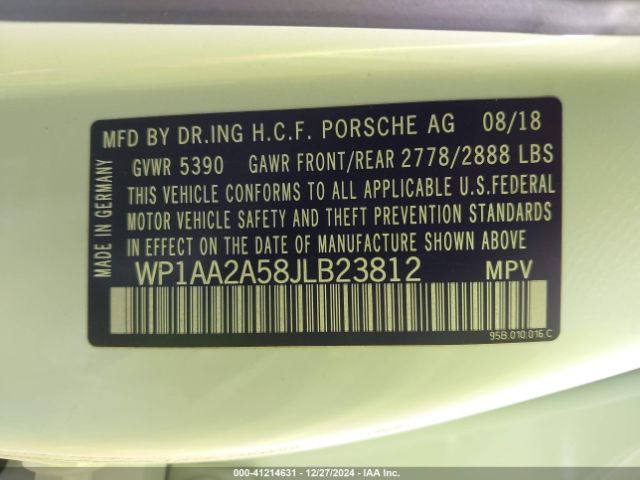 MFD BY DR.ING H.C.F. PORSCHE AG 08/18
GVWR 5390 GAWR FRONT/REAR 2778/2888 LBS
THIS VEHICLE CONFORMS TO ALL APPLICABLE U.S.FEDERAL
MOTOR VEHICLE SAFETY AND THEFT PREVENTION STANDARDS
IN EFFECT ON THE DATE OF MANUFACTURE SHOWN ABOVE
WP1AA2A58JLB23812 MPV
MADE IN GERMANY
95B.010.016.C
000-41214631 - 12/27/2024 - IAA Inc.